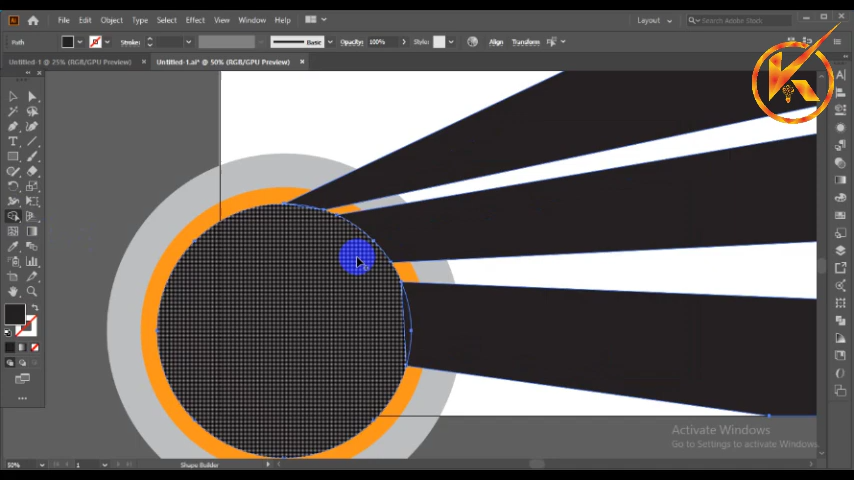 Ai File Edit Object Type Select Effect View Window Help Layout Search Adobe Stock
Path Stroke: Basic Opacity: 100% Style: Align Transform
Untitled-1 @ 25% (RGB/GPU Preview) × Untitled-1.ai* @ 50% (RGB/GPU Preview) ×
K
Activate Windows
Go to Settings to activate Windows.
50% 1 Shape Builder